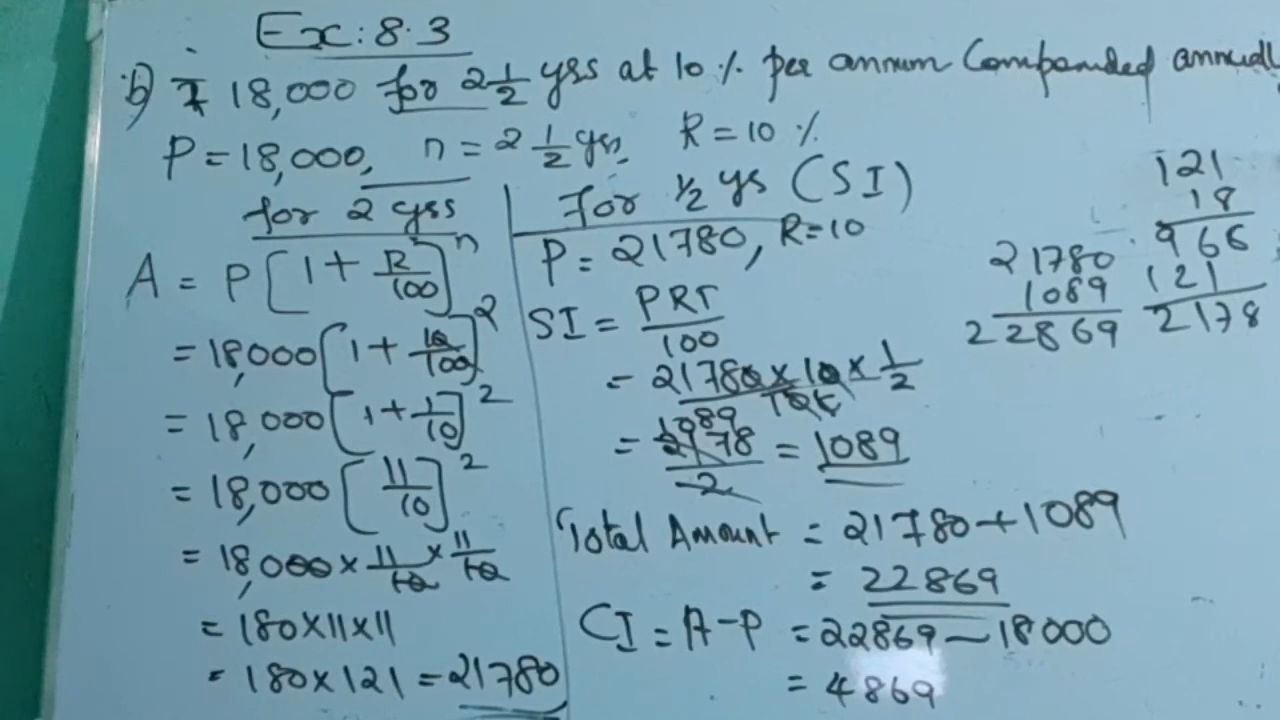 Ex: 8.3
b) ₹ 18,000 for 2 1/2 yrs at 10 % per annum Compounded annuall
P = 18,000, n = 2 1/2 yrs, R = 10 %
for 2 yrs
A = P [1 + R/100]^n
= 18,000 [1 + 10/100]^2
= 18,000 [1 + 1/10]^2
= 18,000 [11/10]^2
= 18,000 × 11/10 × 11/10
= 180×11×11
= 180×121 = 21780
For 1/2 ys (SI)
P = 21780, R=10
SI = PRT/100
= 21780×10×1/2 / 100
= 2178/2 = 1089
1089
Total Amount = 21780+1089
= 22869
CI = A-P = 22869-18000
= 4869
21780
1089
22869
121
18
968
121
2178